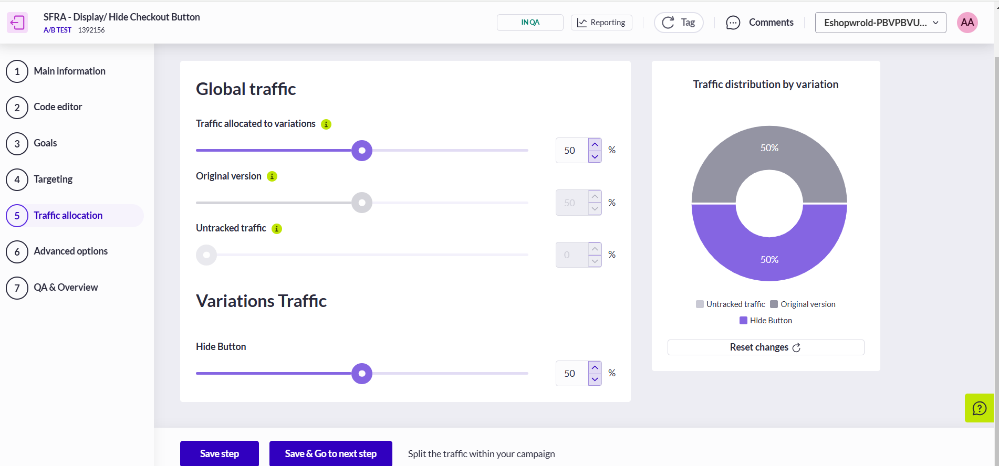 SFRA - Display/ Hide Checkout Button
A/B TEST 1392156
IN QA
Reporting
Tag
Comments
Eshopwrold-PBVPBVU...
AA
1 Main information
2 Code editor
3 Goals
4 Targeting
5 Traffic allocation
6 Advanced options
7 QA & Overview
Global traffic
Traffic allocated to variations i
50 %
Original version i
50 %
Untracked traffic i
0 %
Variations Traffic
Hide Button
50 %
Traffic distribution by variation
50%
50%
Untracked traffic Original version
Hide Button
Reset changes
Save step
Save & Go to next step
Split the traffic within your campaign